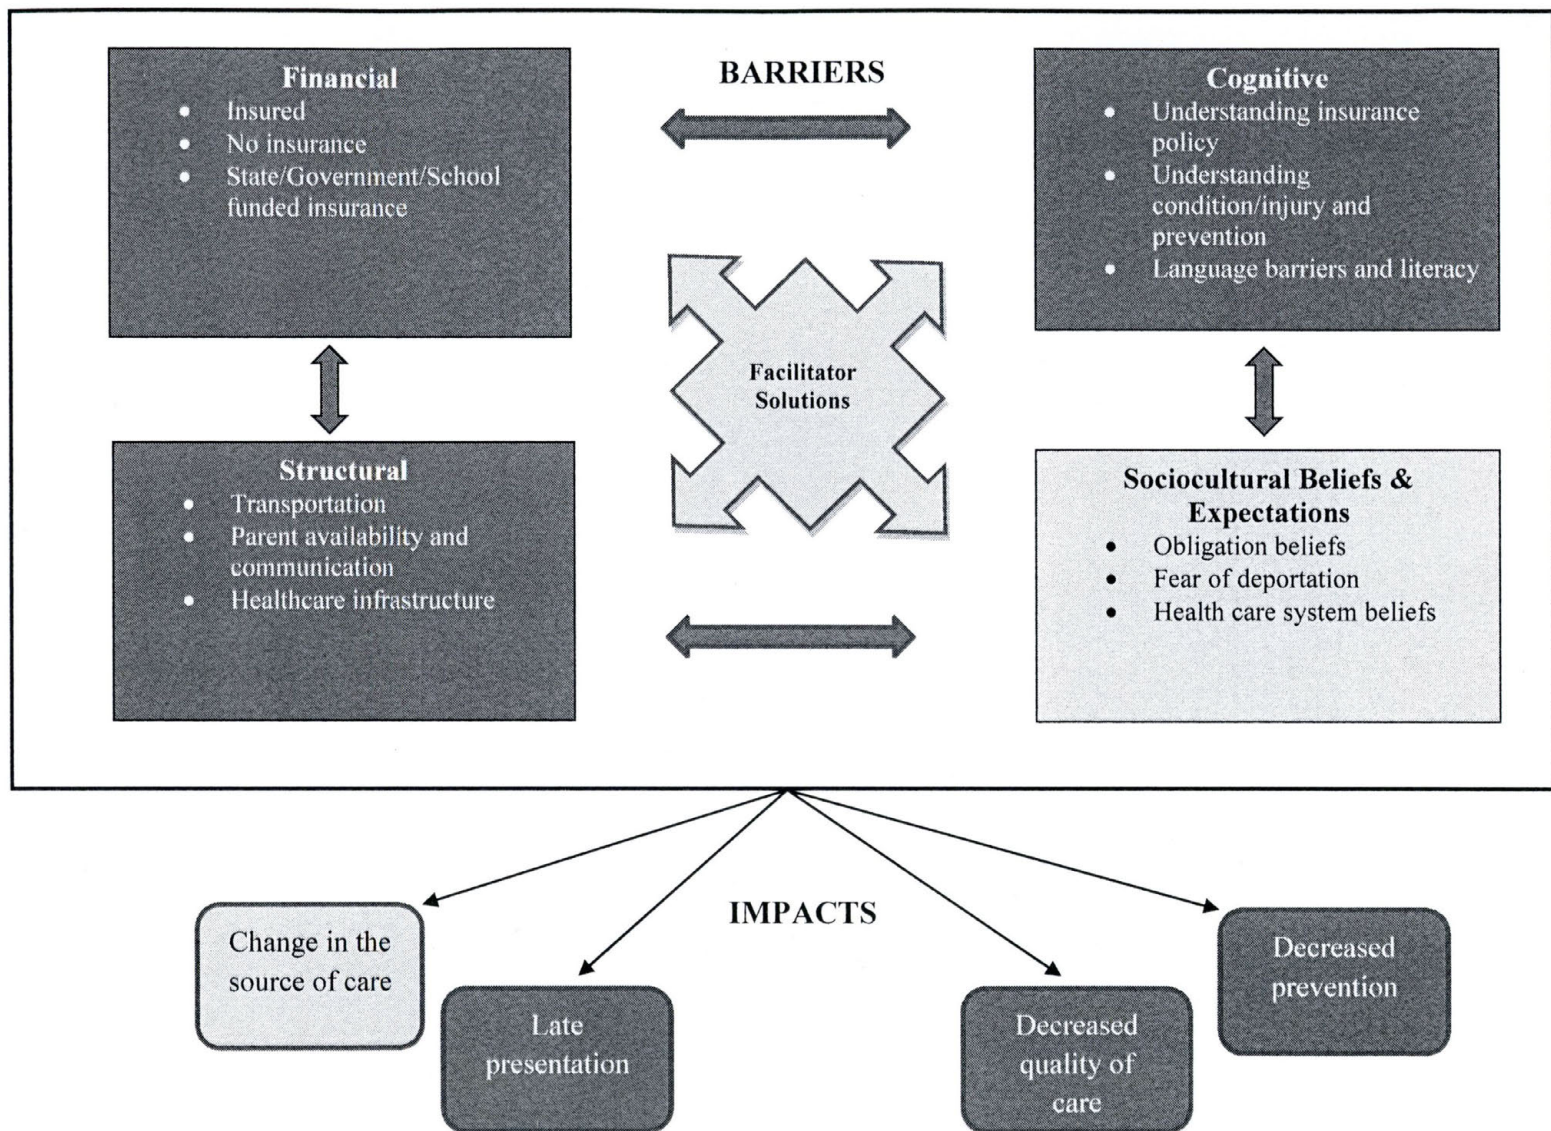 BARRIERS
Financial
• Insured
• No insurance
• State/Government/School
funded insurance
Cognitive
• Understanding insurance
policy
• Understanding
condition/injury and
prevention
• Language barriers and literacy
Facilitator
Solutions
Structural
• Transportation
• Parent availability and
communication
• Healthcare infrastructure
Sociocultural Beliefs &
Expectations
• Obligation beliefs
• Fear of deportation
• Health care system beliefs
IMPACTS
Change in the
source of care
Late
presentation
Decreased
quality of
care
Decreased
prevention